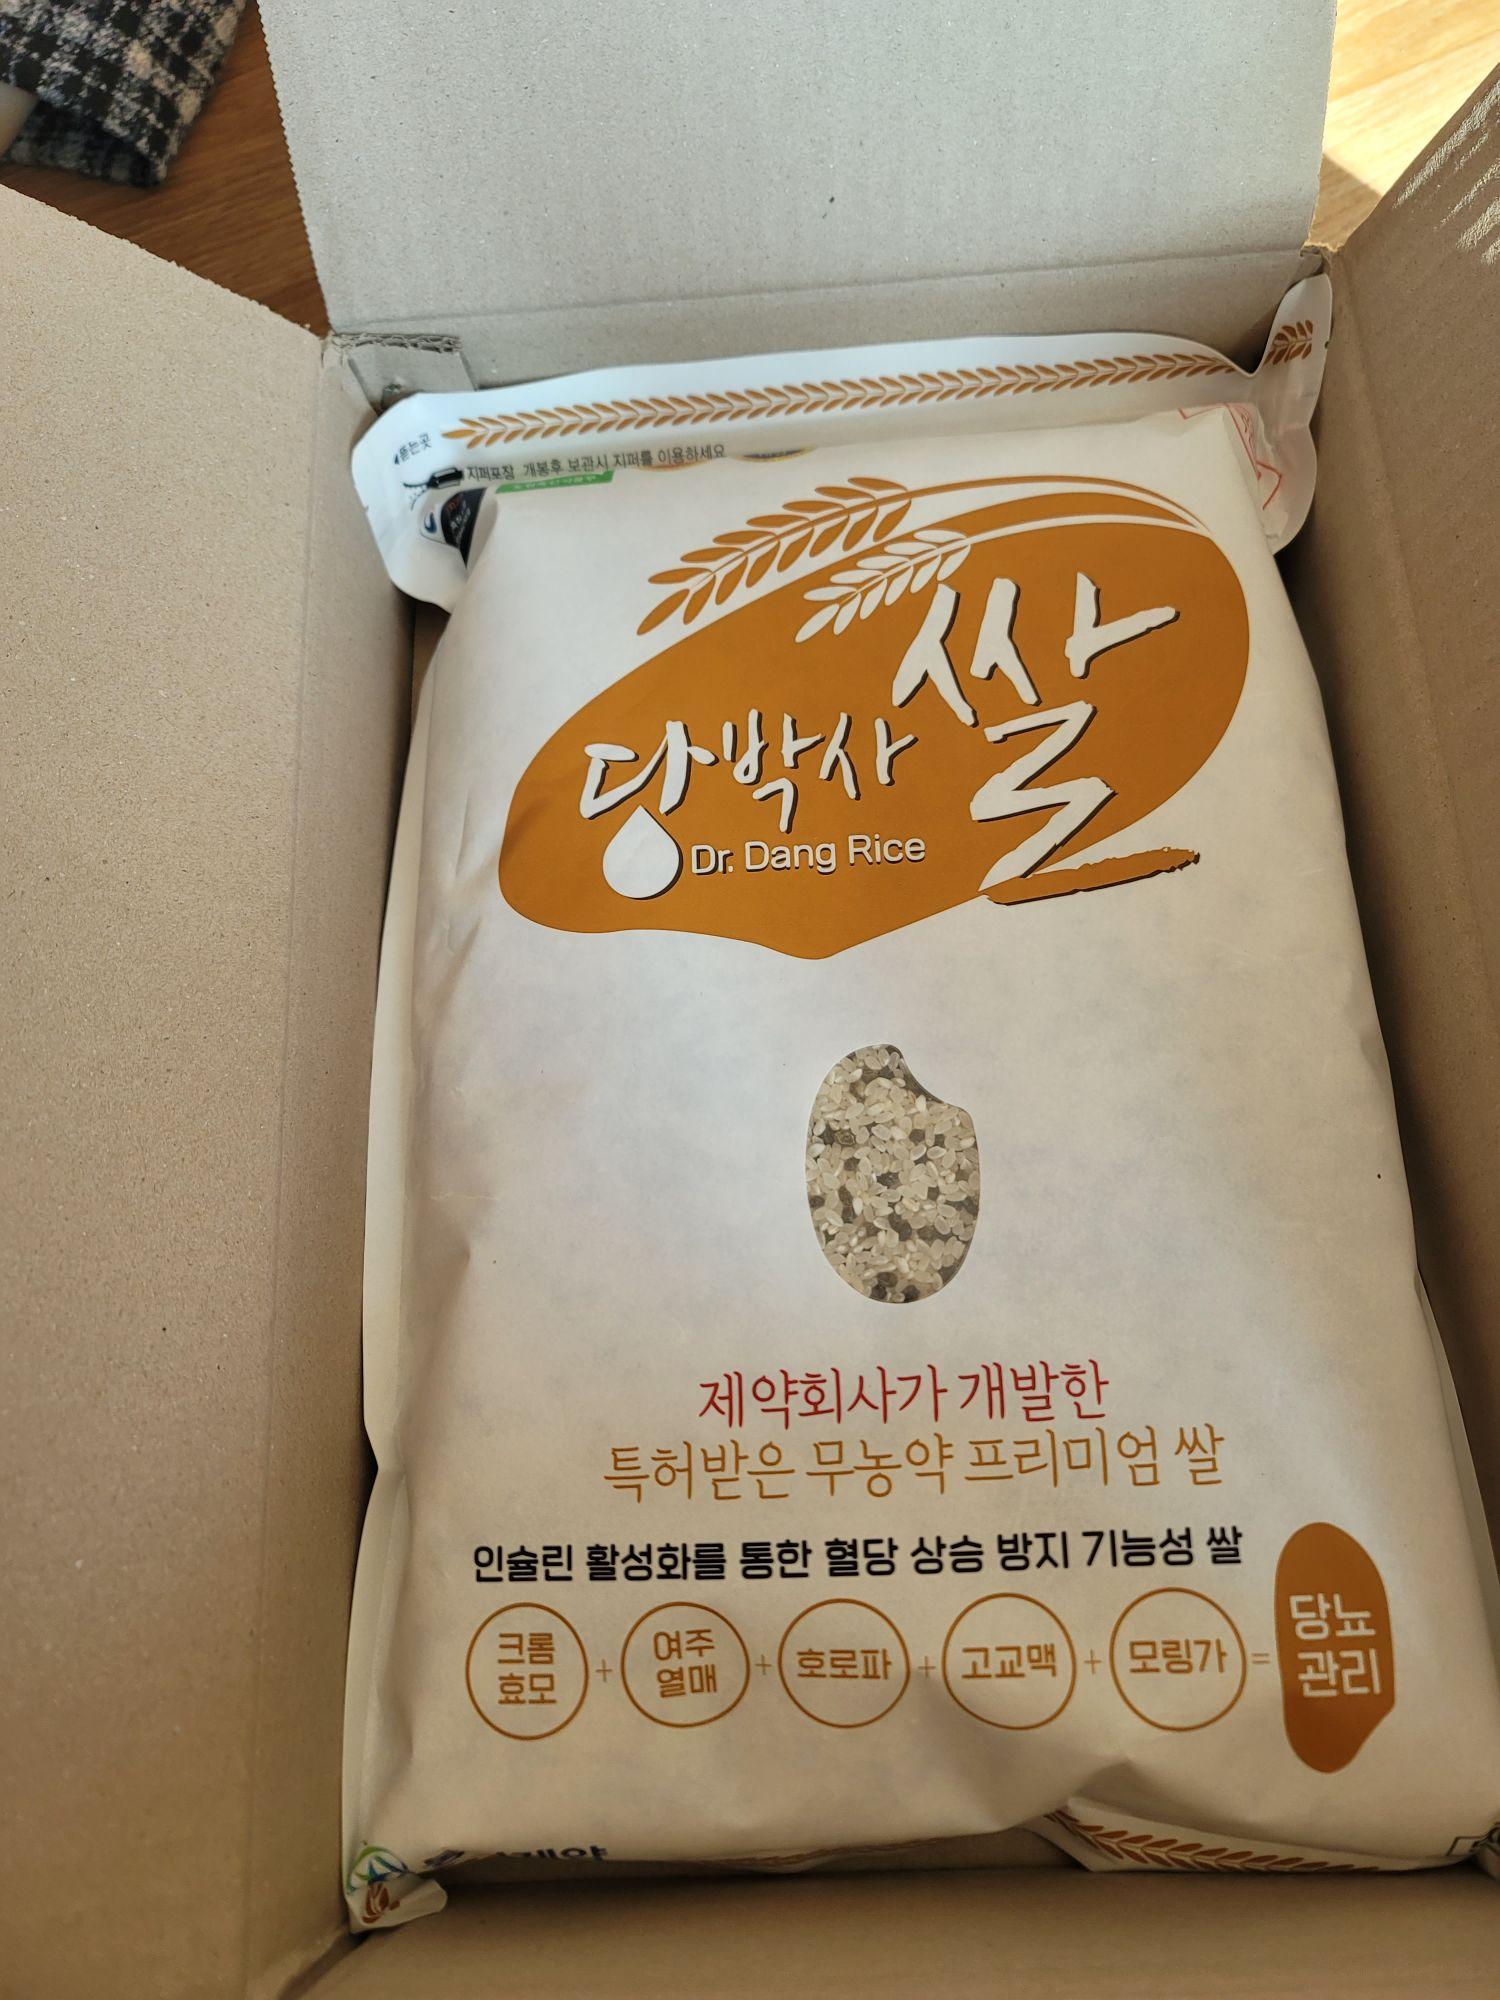 뜯는곳
지퍼포장 개봉후 보관시 지퍼를 이용하세요
당박사 쌀
Dr. Dang Rice
제약회사가 개발한
특허받은 무농약 프리미엄 쌀
인슐린 활성화를 통한 혈당 상승 방지 기능성 쌀
크롬 효모 + 여주 열매 + 호로파 + 고교맥 + 모링가 = 당뇨 관리